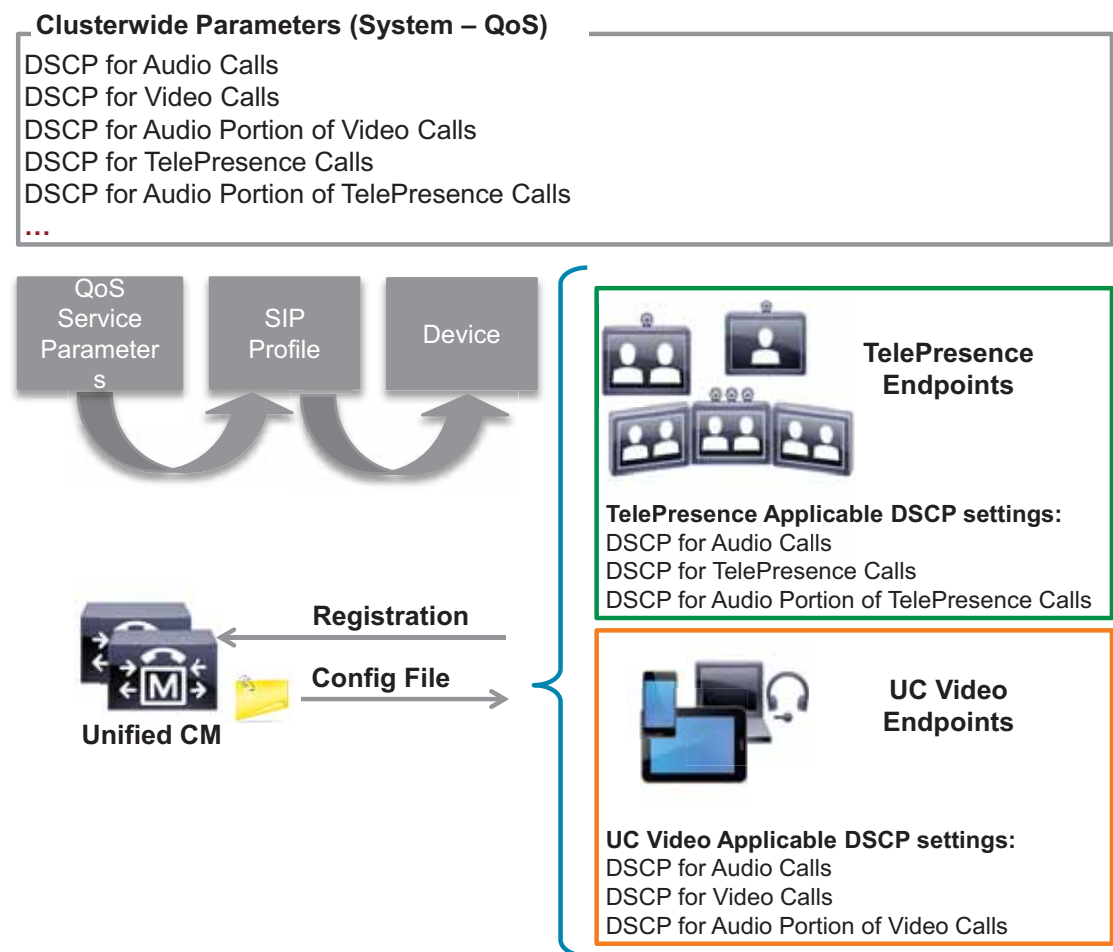 Clusterwide Parameters (System – QoS)
DSCP for Audio Calls
DSCP for Video Calls
DSCP for Audio Portion of Video Calls
DSCP for TelePresence Calls
DSCP for Audio Portion of TelePresence Calls
...
QoS
Service
Parameter
s
SIP
Profile
Device
TelePresence
Endpoints
TelePresence Applicable DSCP settings:
DSCP for Audio Calls
DSCP for TelePresence Calls
DSCP for Audio Portion of TelePresence Calls
Registration
Config File
M
Unified CM
UC Video
Endpoints
UC Video Applicable DSCP settings:
DSCP for Audio Calls
DSCP for Video Calls
DSCP for Audio Portion of Video Calls